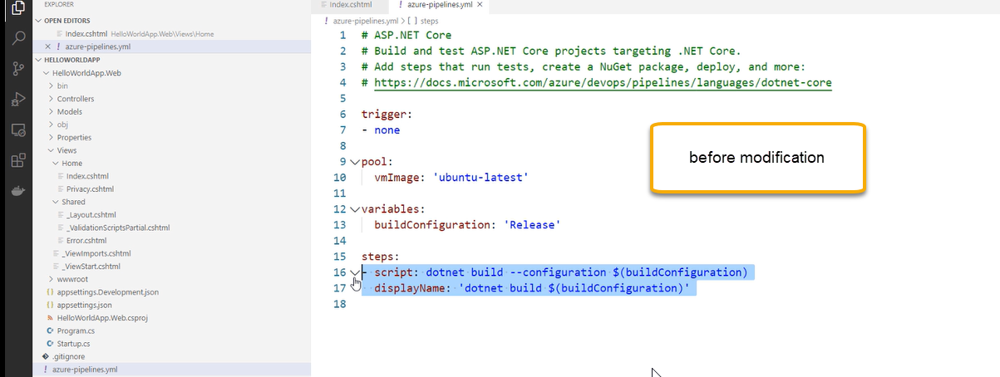 EXPLORER
OPEN EDITORS
Index.cshtml HelloWorldApp.Web\Views\Home
azure-pipelines.yml
HELLOWORLDAPP
HelloWorldApp.Web
bin
Controllers
Models
obj
Properties
Views
Home
Index.cshtml
Privacy.cshtml
Shared
_Layout.cshtml
_ValidationScriptsPartial.cshtml
Error.cshtml
_ViewImports.cshtml
_ViewStart.cshtml
wwwroot
appsettings.Development.json
appsettings.json
HelloWorldApp.Web.csproj
Program.cs
Startup.cs
.gitignore
azure-pipelines.yml
Index.cshtml
azure-pipelines.yml
azure-pipelines.yml > [ ] steps
1 # ASP.NET Core
2 # Build and test ASP.NET Core projects targeting .NET Core.
3 # Add steps that run tests, create a NuGet package, deploy, and more:
4 # https://docs.microsoft.com/azure/devops/pipelines/languages/dotnet-core
5
6 trigger:
7 - none
8
9 pool:
10 vmImage: 'ubuntu-latest'
11
12 variables:
13 buildConfiguration: 'Release'
14
15 steps:
16 - script: dotnet build --configuration $(buildConfiguration)
17 displayName: 'dotnet build $(buildConfiguration)'
18
before modification